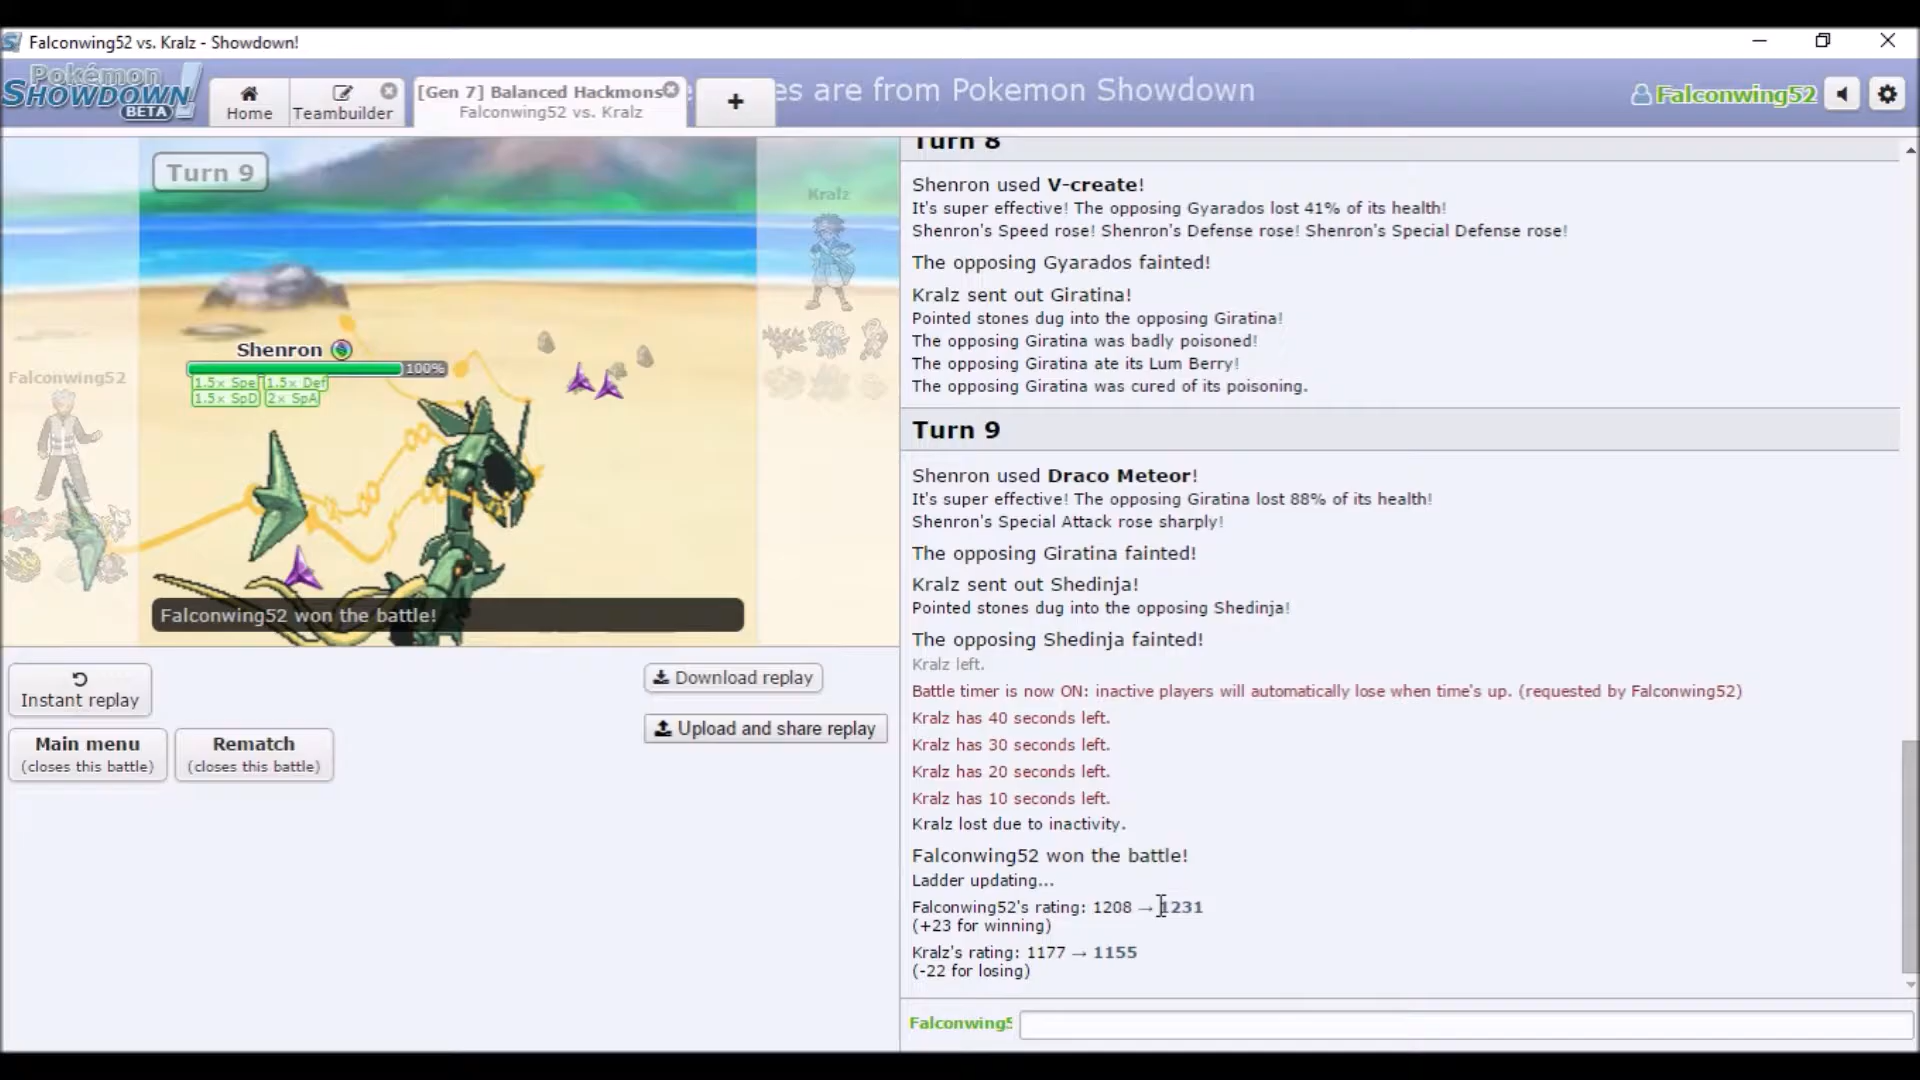 Falconwing52 vs. Kralz - Showdown!
Pokémon
SHOWDOWN!
BETA
Home
Teambuilder
[Gen 7] Balanced Hackmons
Falconwing52 vs. Kralz
+
es are from Pokemon Showdown
Falconwing52
Turn 9
Kralz
Falconwing52
Shenron
100%
1.5× Spe 1.5× Def
1.5× SpD 2× SpA
Falconwing52 won the battle!
Instant replay
Download replay
Upload and share replay
Main menu
(closes this battle)
Rematch
(closes this battle)
Turn 8
Shenron used V-create!
It's super effective! The opposing Gyarados lost 41% of its health!
Shenron's Speed rose! Shenron's Defense rose! Shenron's Special Defense rose!
The opposing Gyarados fainted!
Kralz sent out Giratina!
Pointed stones dug into the opposing Giratina!
The opposing Giratina was badly poisoned!
The opposing Giratina ate its Lum Berry!
The opposing Giratina was cured of its poisoning.
Turn 9
Shenron used Draco Meteor!
It's super effective! The opposing Giratina lost 88% of its health!
Shenron's Special Attack rose sharply!
The opposing Giratina fainted!
Kralz sent out Shedinja!
Pointed stones dug into the opposing Shedinja!
The opposing Shedinja fainted!
Kralz left.
Battle timer is now ON: inactive players will automatically lose when time's up. (requested by Falconwing52)
Kralz has 40 seconds left.
Kralz has 30 seconds left.
Kralz has 20 seconds left.
Kralz has 10 seconds left.
Kralz lost due to inactivity.
Falconwing52 won the battle!
Ladder updating...
Falconwing52's rating: 1208 → 1231
(+23 for winning)
Kralz's rating: 1177 → 1155
(-22 for losing)
Falconwing5